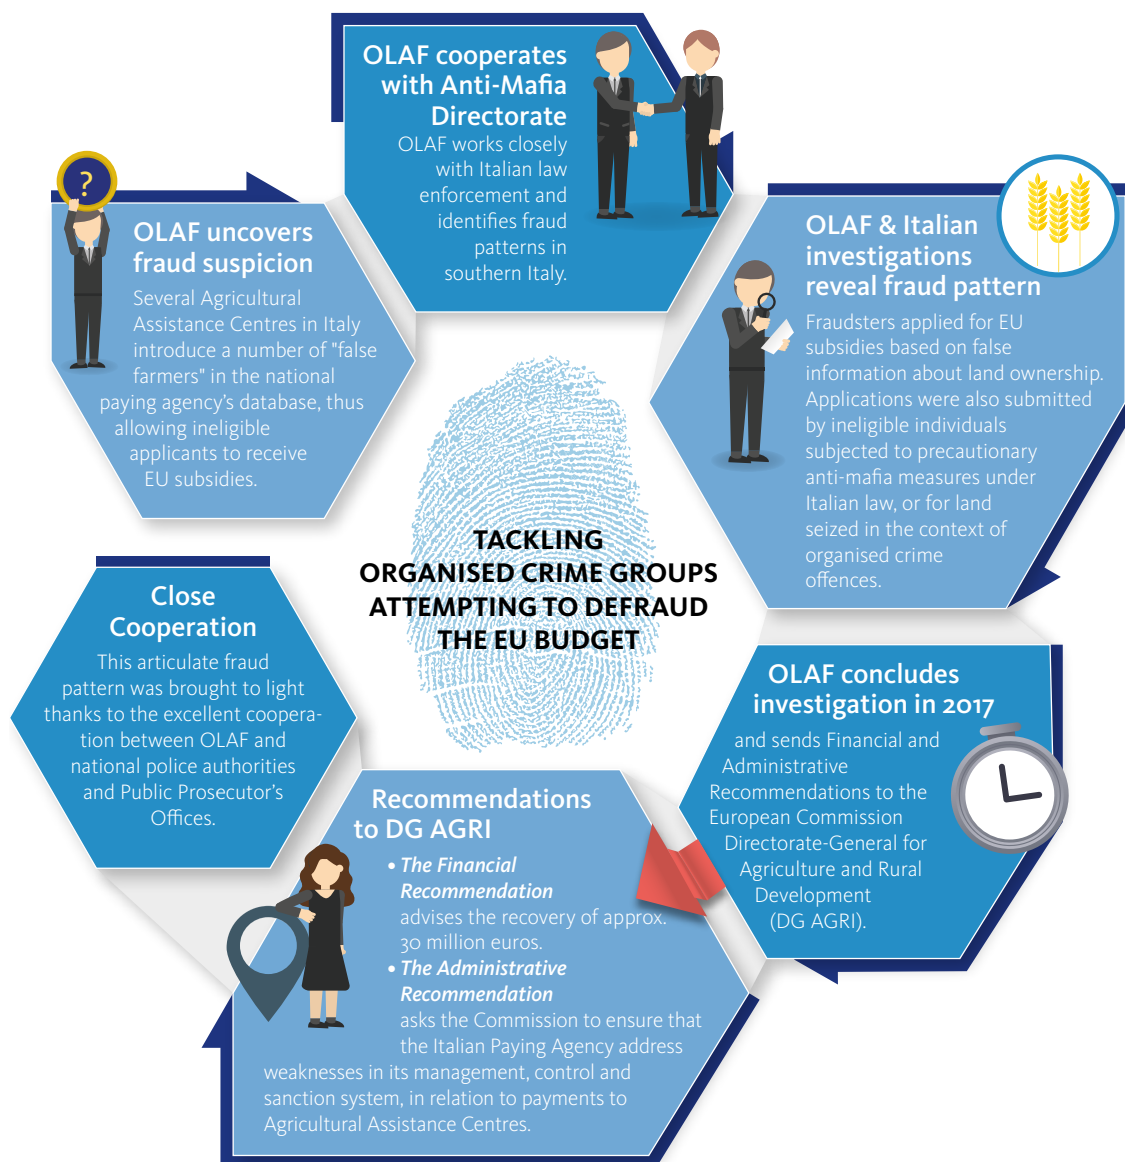 OLAF uncovers
fraud suspicion
Several Agricultural
Assistance Centres in Italy
introduce a number of "false
farmers" in the national
paying agency's database, thus
allowing ineligible
applicants to receive
EU subsidies.
?
OLAF cooperates
with Anti-Mafia
Directorate
OLAF works closely
with Italian law
enforcement and
identifies fraud
patterns in
southern Italy.
OLAF & Italian
investigations
reveal fraud pattern
Fraudsters applied for EU
subsidies based on false
information about land ownership.
Applications were also submitted
by ineligible individuals
subjected to precautionary
anti-mafia measures under
Italian law, or for land
seized in the context of
organised crime
offences.
TACKLING
ORGANISED CRIME GROUPS
ATTEMPTING TO DEFRAUD
THE EU BUDGET
OLAF concludes
investigation in 2017
and sends Financial and
Administrative
Recommendations to the
European Commission
Directorate-General for
Agriculture and Rural
Development
(DG AGRI).
Recommendations
to DG AGRI
• The Financial
Recommendation
advises the recovery of approx.
30 million euros.
• The Administrative
Recommendation
asks the Commission to ensure that
the Italian Paying Agency address
weaknesses in its management, control and
sanction system, in relation to payments to
Agricultural Assistance Centres.
Close
Cooperation
This articulate fraud
pattern was brought to light
thanks to the excellent coopera-
tion between OLAF and
national police authorities
and Public Prosecutor's
Offices.